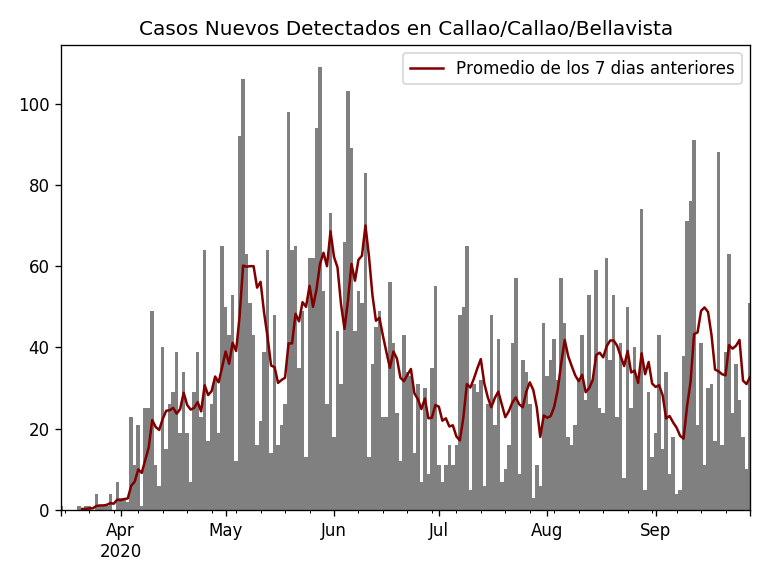 Casos Nuevos Detectados en Callao/Callao/Bellavista
Promedio de los 7 dias anteriores
100
80
60
40
20
0
Apr May Jun Jul Aug Sep
2020